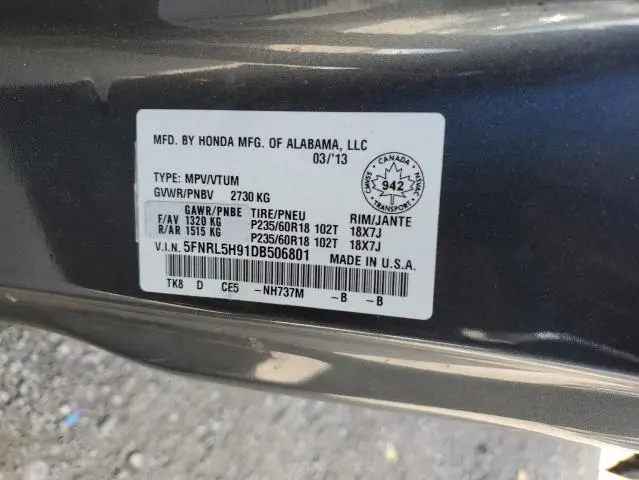 MFD. BY HONDA MFG. OF ALABAMA, LLC
03/'13
TYPE: MPV/VTUM
GVWR/PNBV 2730 KG
GAWR/PNBE TIRE/PNEU RIM/JANTE
F/AV 1320 KG P235/60R18 102T 18X7J
R/AR 1515 KG P235/60R18 102T 18X7J
V.I.N. 5FNRL5H91DB506801 MADE IN U.S.A.
TK8 D CE5 -NH737M -B -B
CANADA
CMVSS 942 NSVAC
TRANSPORT